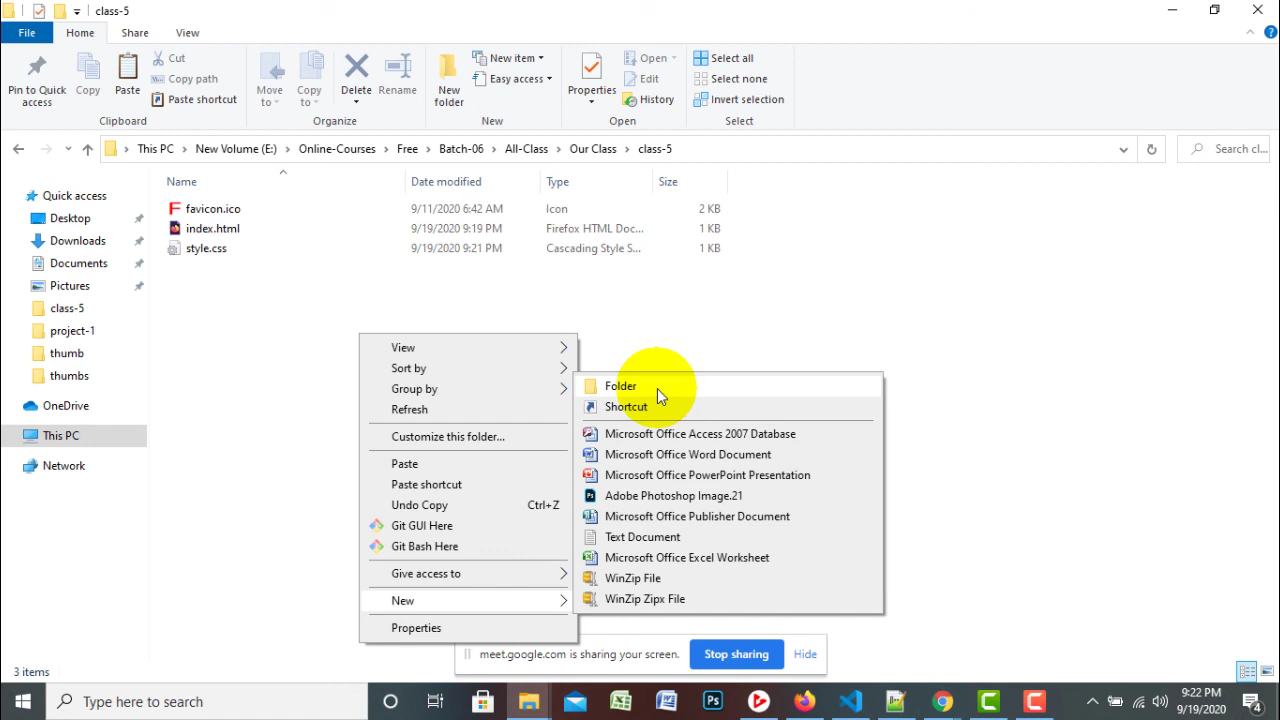 class-5
File Home Share View
Pin to Quick access
Copy
Paste
Cut
Copy path
Paste shortcut
Clipboard
Move to
Copy to
Delete
Rename
Organize
New folder
New item
Easy access
New
Properties
Open
Edit
History
Open
Select all
Select none
Invert selection
Select
This PC New Volume (E:) Online-Courses Free Batch-06 All-Class Our Class class-5
Search cl...
Name Date modified Type Size
favicon.ico 9/11/2020 6:42 AM Icon 2 KB
index.html 9/19/2020 9:19 PM Firefox HTML Doc... 1 KB
style.css 9/19/2020 9:21 PM Cascading Style S... 1 KB
Quick access
Desktop
Downloads
Documents
Pictures
class-5
project-1
thumb
thumbs
OneDrive
This PC
Network
View
Sort by
Group by
Refresh
Customize this folder...
Paste
Paste shortcut
Undo Copy Ctrl+Z
Git GUI Here
Git Bash Here
Give access to
New
Properties
Folder
Shortcut
Microsoft Office Access 2007 Database
Microsoft Office Word Document
Microsoft Office PowerPoint Presentation
Adobe Photoshop Image.21
Microsoft Office Publisher Document
Text Document
Microsoft Office Excel Worksheet
WinZip File
WinZip Zipx File
meet.google.com is sharing your screen. Stop sharing Hide
3 items
Type here to search
9:22 PM
9/19/2020
4